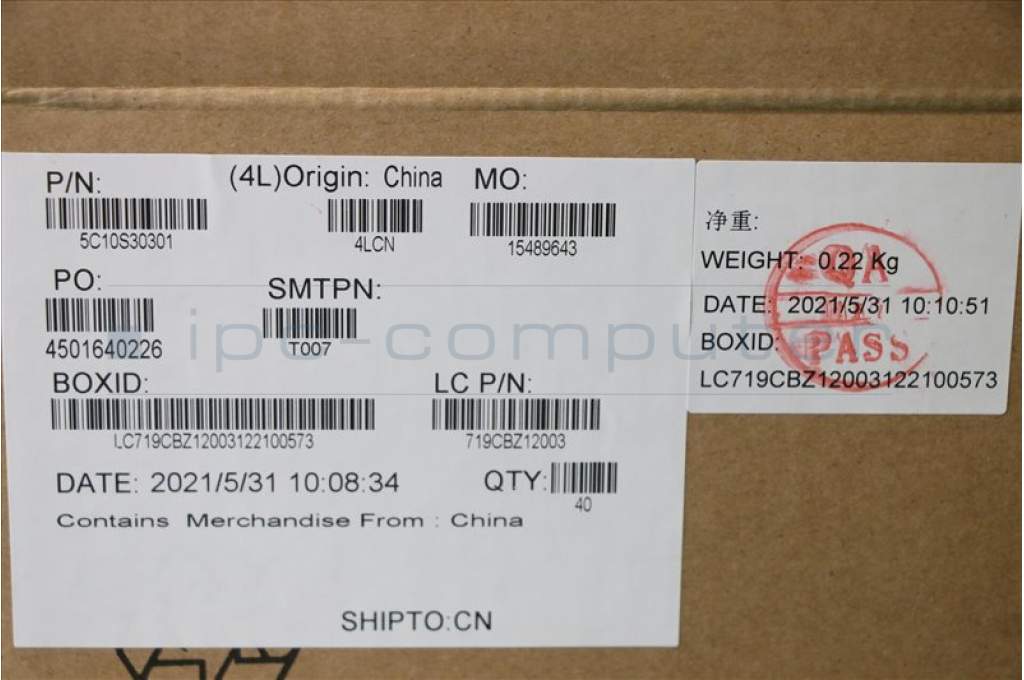 P/N:
(4L)Origin: China
MO:
5C10S30301
4LCN
15489643
PO:
SMTPN:
4501640226
T007
BOXID:
LC P/N:
LC719CBZ12003122100573
719CBZ12003
DATE: 2021/5/31 10:08:34
QTY:
40
Contains Merchandise From : China
SHIPTO:CN
净重:
WEIGHT: 0.22 Kg
DATE: 2021/5/31 10:10:51
BOXID:
LC719CBZ12003122100573
QA
PASS
ipc-computer